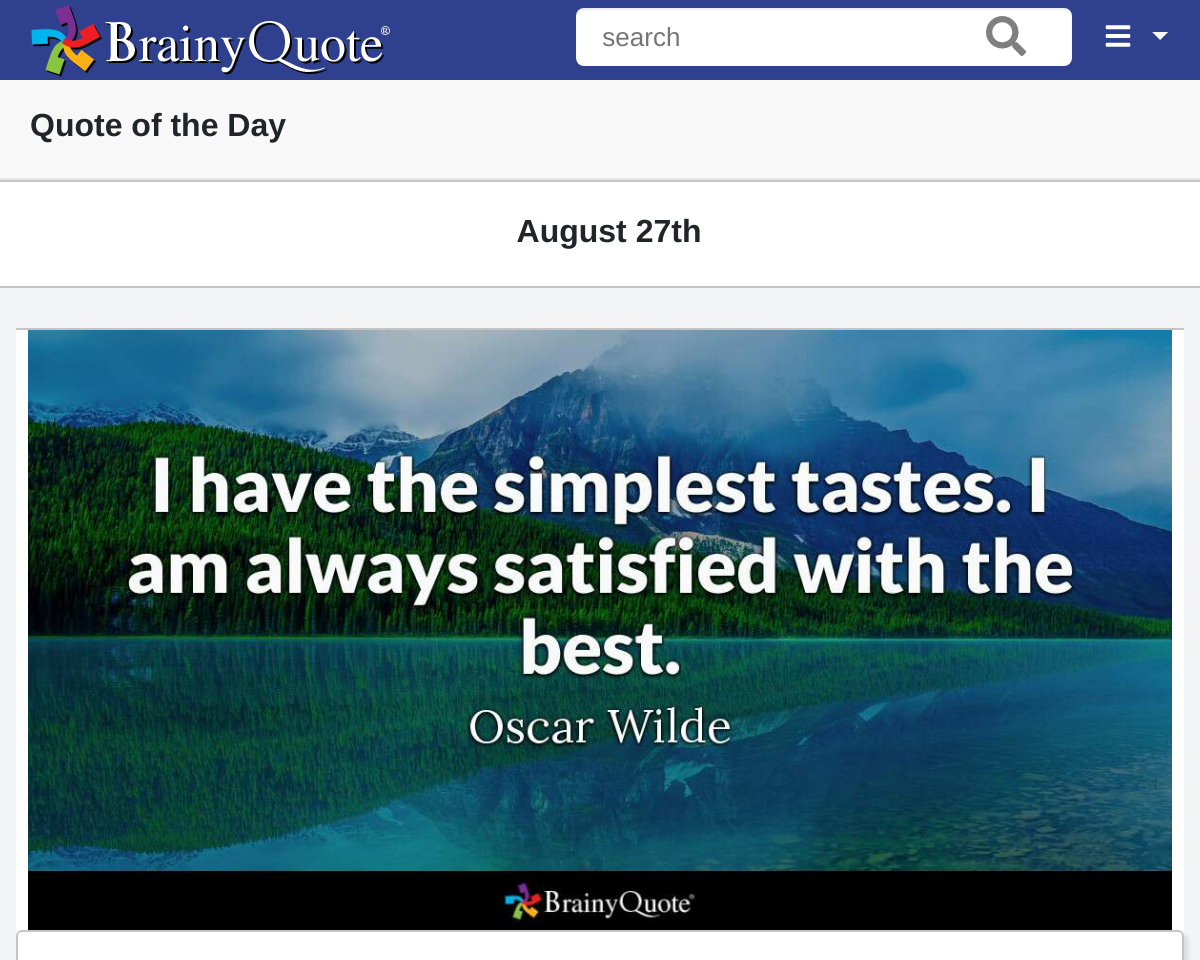 BrainyQuote®
search
Quote of the Day
August 27th
I have the simplest tastes. I
am always satisfied with the
best.
Oscar Wilde
BrainyQuote®